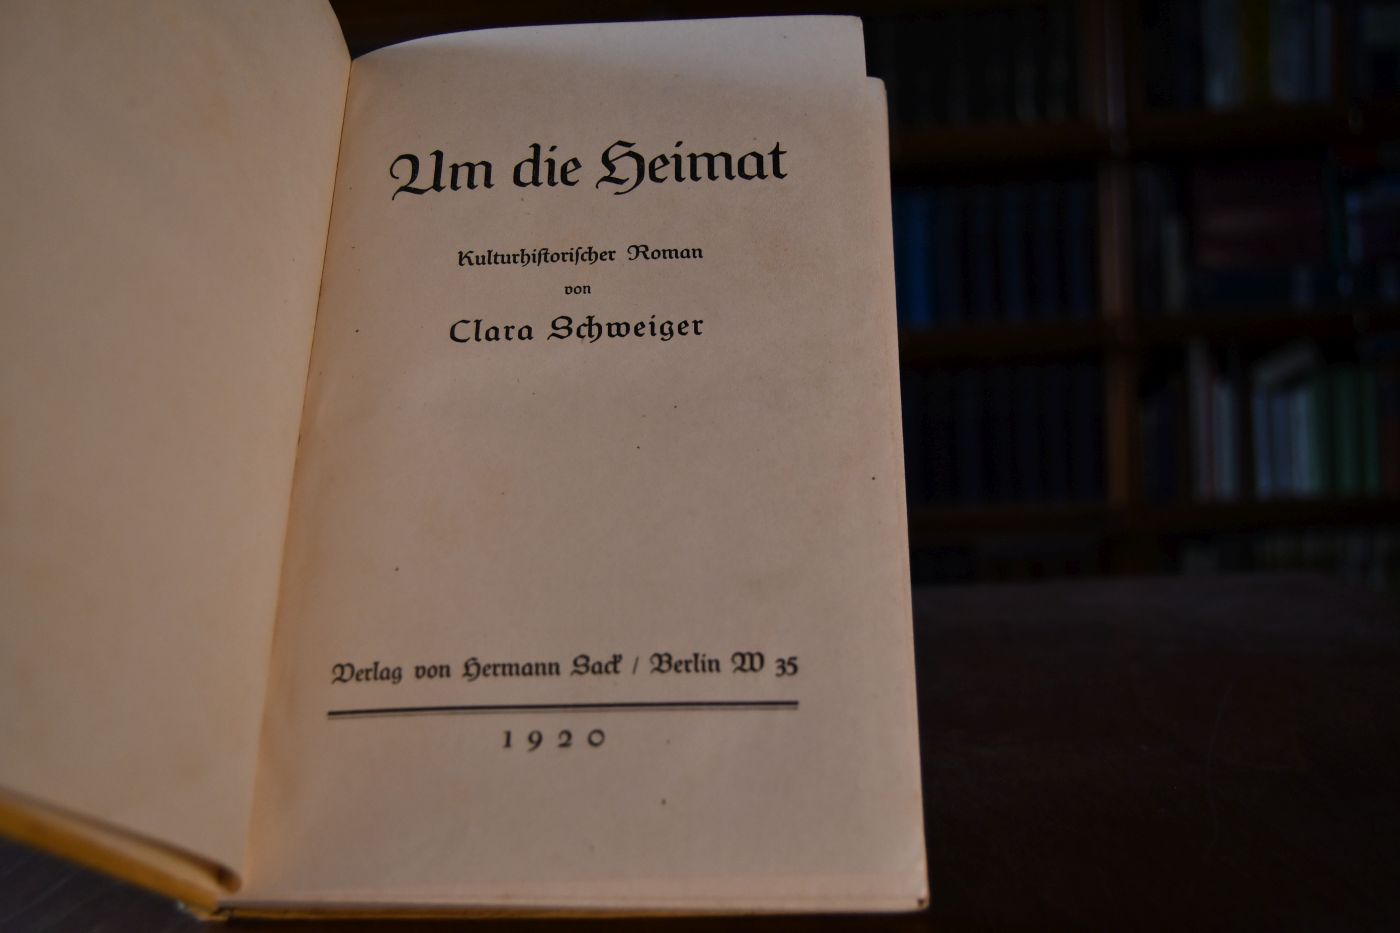 Um die Heimat
Kulturhiſtoriſcher Roman
von
Clara Schweiger
Verlag von Hermann Sack / Berlin W 35
1920